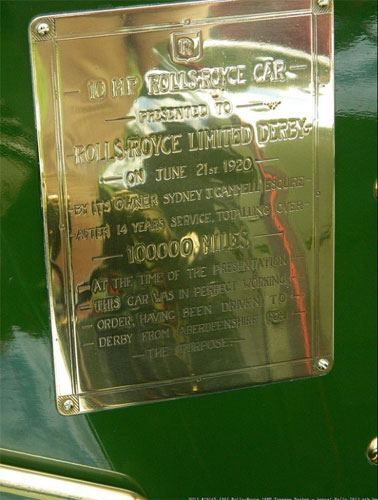 R
10 HP ROLLS-ROYCE CAR
PRESENTED TO
ROLLS-ROYCE LIMITED DERBY
ON JUNE 21ST. 1920
BY ITS OWNER SYDNEY J. GAMMELL ESQUIRE
AFTER 14 YEARS SERVICE, TOTALLING OVER
100000 MILES
AT THE TIME OF THE PRESENTATION
THIS CAR WAS IN PERFECT WORKING
ORDER, HAVING BEEN DRIVEN TO
DERBY FROM ABERDEENSHIRE FOR
THE PURPOSE.